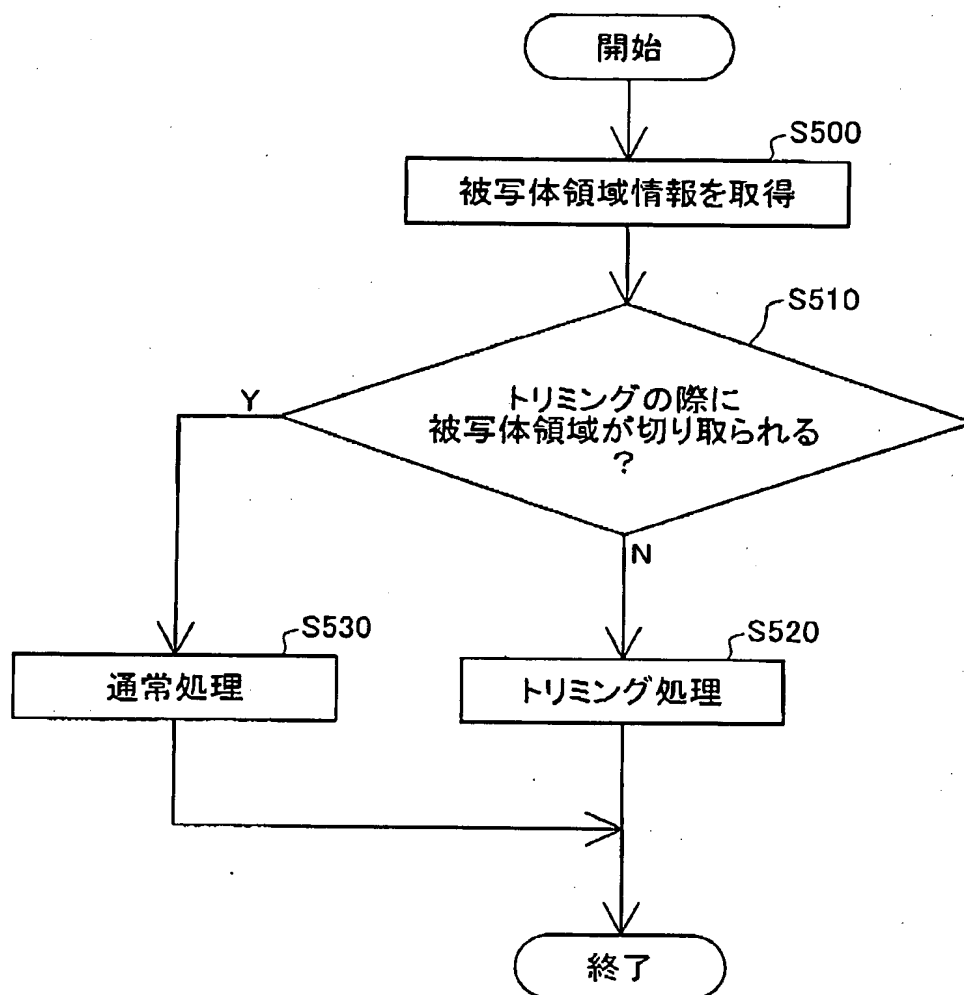 開始
S500
被写体領域情報を取得
S510
トリミングの際に
被写体領域が切り取られる
?
Y
N
S530
通常処理
S520
トリミング処理
終了